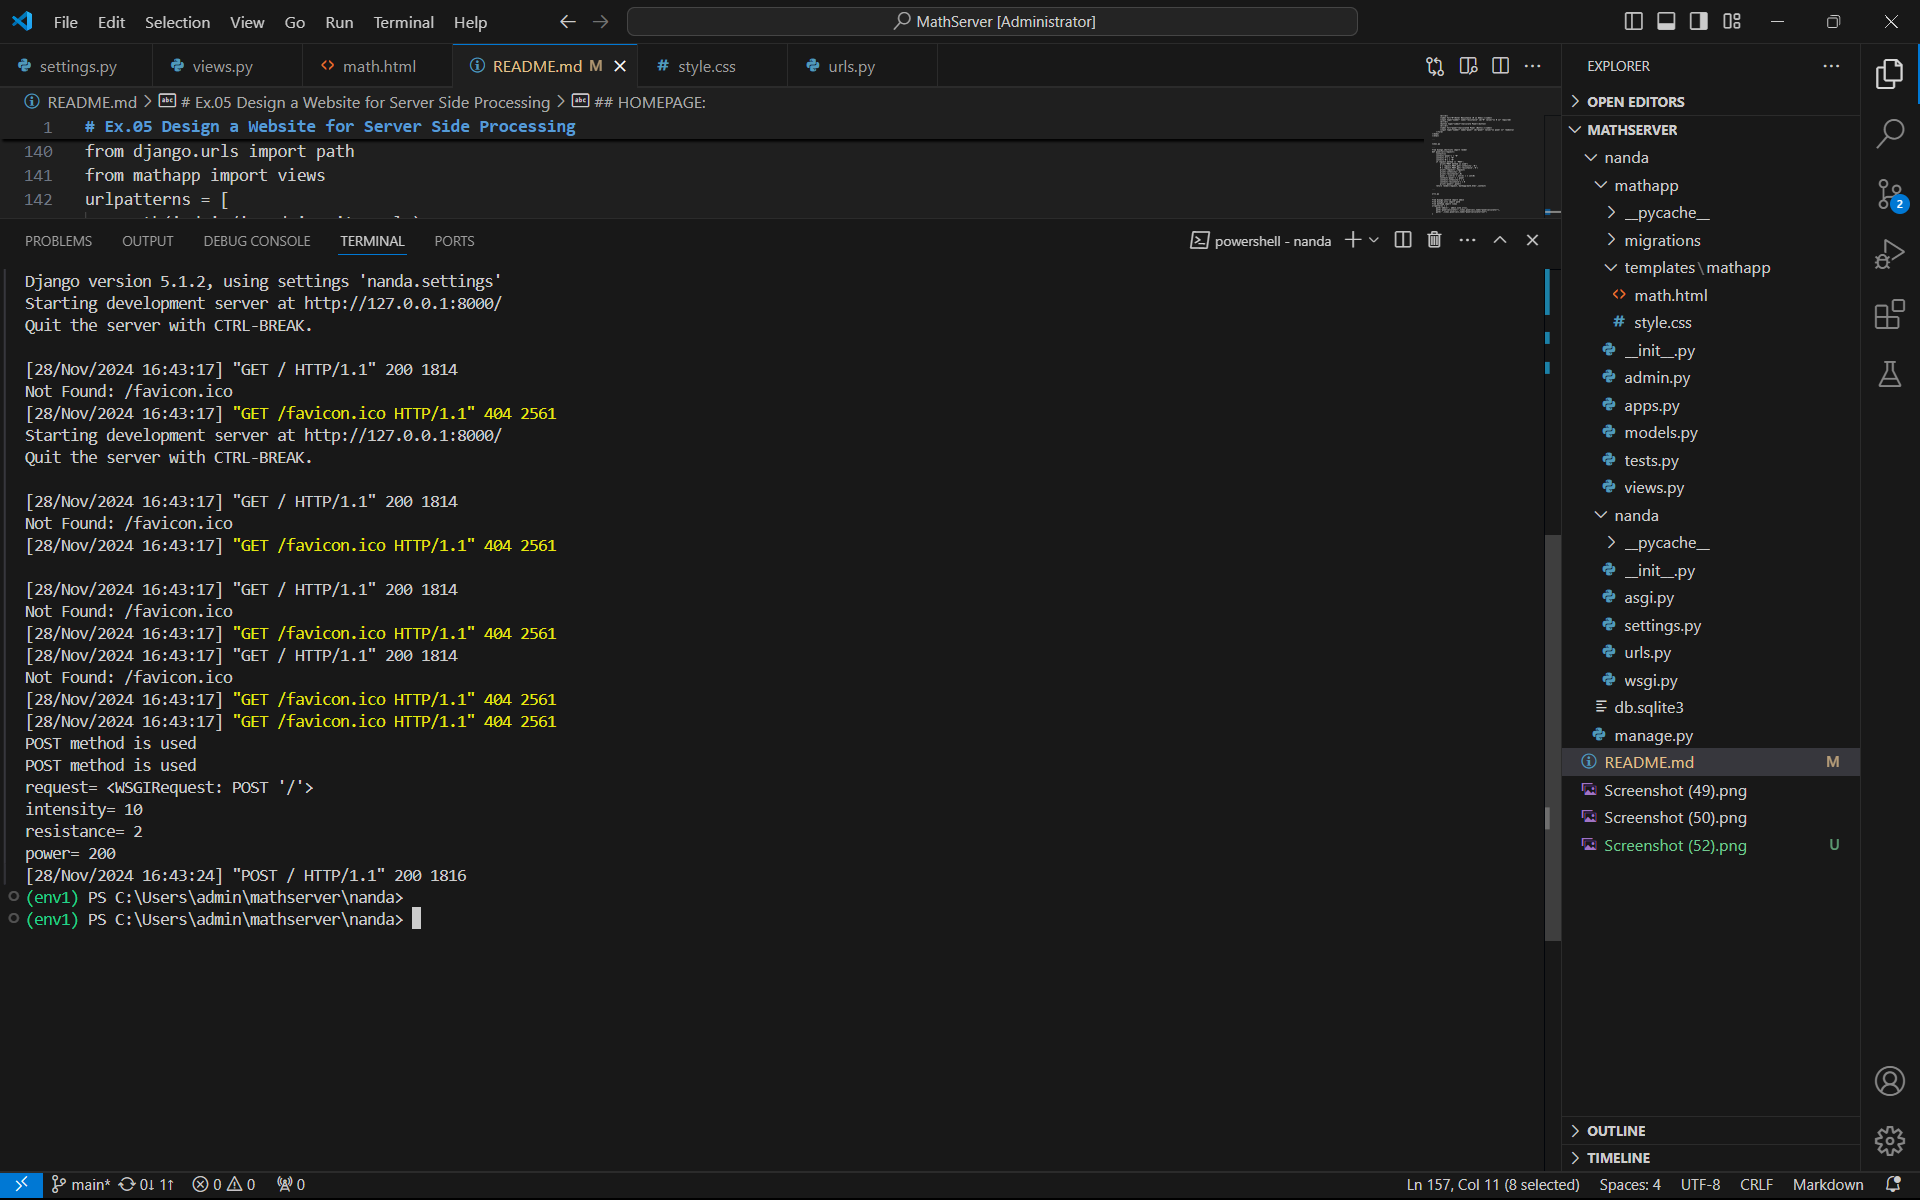 File Edit Selection View Go Run Terminal Help
MathServer [Administrator]
settings.py views.py math.html README.md M style.css urls.py
README.md > # Ex.05 Design a Website for Server Side Processing > ## HOMEPAGE:
1 # Ex.05 Design a Website for Server Side Processing
140 from django.urls import path
141 from mathapp import views
142 urlpatterns = [
PROBLEMS OUTPUT DEBUG CONSOLE TERMINAL PORTS
powershell - nanda
Django version 5.1.2, using settings 'nanda.settings'
Starting development server at http://127.0.0.1:8000/
Quit the server with CTRL-BREAK.
[28/Nov/2024 16:43:17] "GET / HTTP/1.1" 200 1814
Not Found: /favicon.ico
[28/Nov/2024 16:43:17] "GET /favicon.ico HTTP/1.1" 404 2561
Starting development server at http://127.0.0.1:8000/
Quit the server with CTRL-BREAK.
[28/Nov/2024 16:43:17] "GET / HTTP/1.1" 200 1814
Not Found: /favicon.ico
[28/Nov/2024 16:43:17] "GET /favicon.ico HTTP/1.1" 404 2561
[28/Nov/2024 16:43:17] "GET / HTTP/1.1" 200 1814
Not Found: /favicon.ico
[28/Nov/2024 16:43:17] "GET /favicon.ico HTTP/1.1" 404 2561
[28/Nov/2024 16:43:17] "GET / HTTP/1.1" 200 1814
Not Found: /favicon.ico
[28/Nov/2024 16:43:17] "GET /favicon.ico HTTP/1.1" 404 2561
[28/Nov/2024 16:43:17] "GET /favicon.ico HTTP/1.1" 404 2561
POST method is used
POST method is used
request= <WSGIRequest: POST '/'>
intensity= 10
resistance= 2
power= 200
[28/Nov/2024 16:43:24] "POST / HTTP/1.1" 200 1816
(env1) PS C:\Users\admin\mathserver\nanda>
(env1) PS C:\Users\admin\mathserver\nanda>
EXPLORER
OPEN EDITORS
MATHSERVER
nanda
mathapp
__pycache__
migrations
templates\mathapp
math.html
style.css
__init__.py
admin.py
apps.py
models.py
tests.py
views.py
nanda
__pycache__
__init__.py
asgi.py
settings.py
urls.py
wsgi.py
db.sqlite3
manage.py
README.md M
Screenshot (49).png
Screenshot (50).png
Screenshot (52).png U
OUTLINE
TIMELINE
2
main* 0↓ 1↑ 0 0 0
Ln 157, Col 11 (8 selected) Spaces: 4 UTF-8 CRLF Markdown